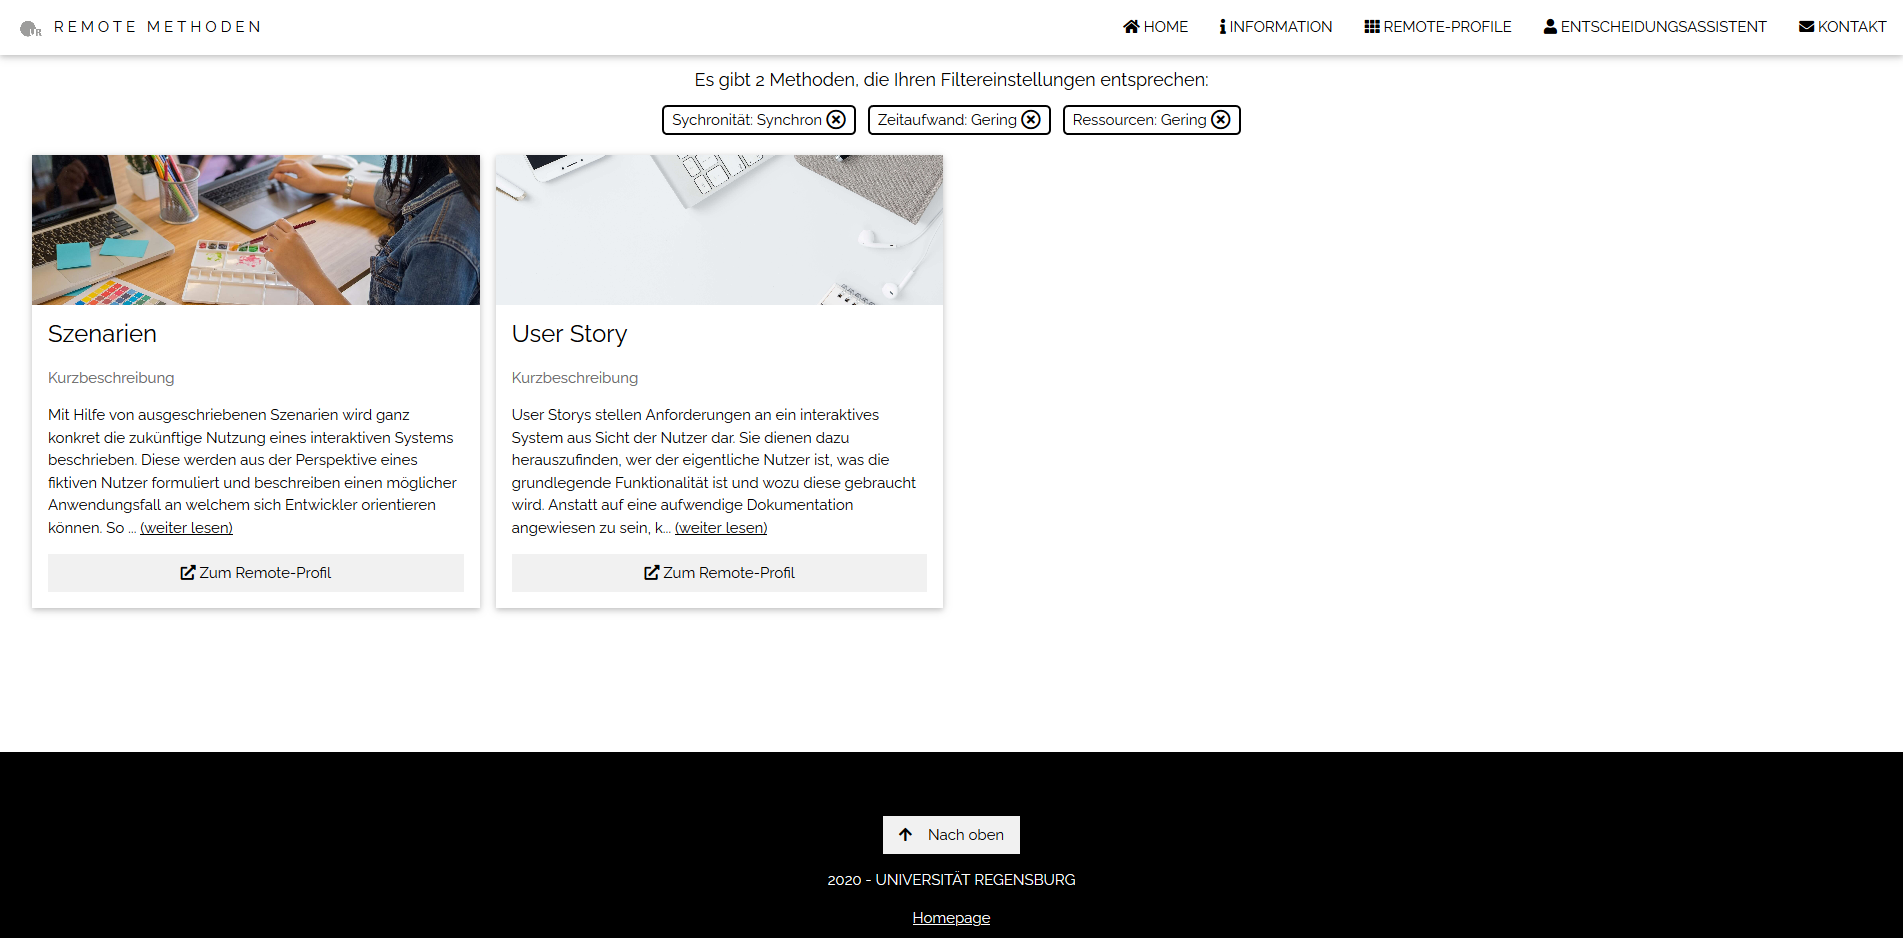 REMOTE METHODEN
HOME INFORMATION REMOTE-PROFILE ENTSCHEIDUNGSASSISTENT KONTAKT
Es gibt 2 Methoden, die Ihren Filtereinstellungen entsprechen:
Sychronität: Synchron Zeitaufwand: Gering Ressourcen: Gering
Szenarien
Kurzbeschreibung
Mit Hilfe von ausgeschriebenen Szenarien wird ganz
konkret die zukünftige Nutzung eines interaktiven Systems
beschrieben. Diese werden aus der Perspektive eines
fiktiven Nutzer formuliert und beschreiben einen möglicher
Anwendungsfall an welchem sich Entwickler orientieren
können. So ... (weiter lesen)
Zum Remote-Profil
User Story
Kurzbeschreibung
User Storys stellen Anforderungen an ein interaktives
System aus Sicht der Nutzer dar. Sie dienen dazu
herauszufinden, wer der eigentliche Nutzer ist, was die
grundlegende Funktionalität ist und wozu diese gebraucht
wird. Anstatt auf eine aufwendige Dokumentation
angewiesen zu sein, k... (weiter lesen)
Zum Remote-Profil
Nach oben
2020 - UNIVERSITÄT REGENSBURG
Homepage